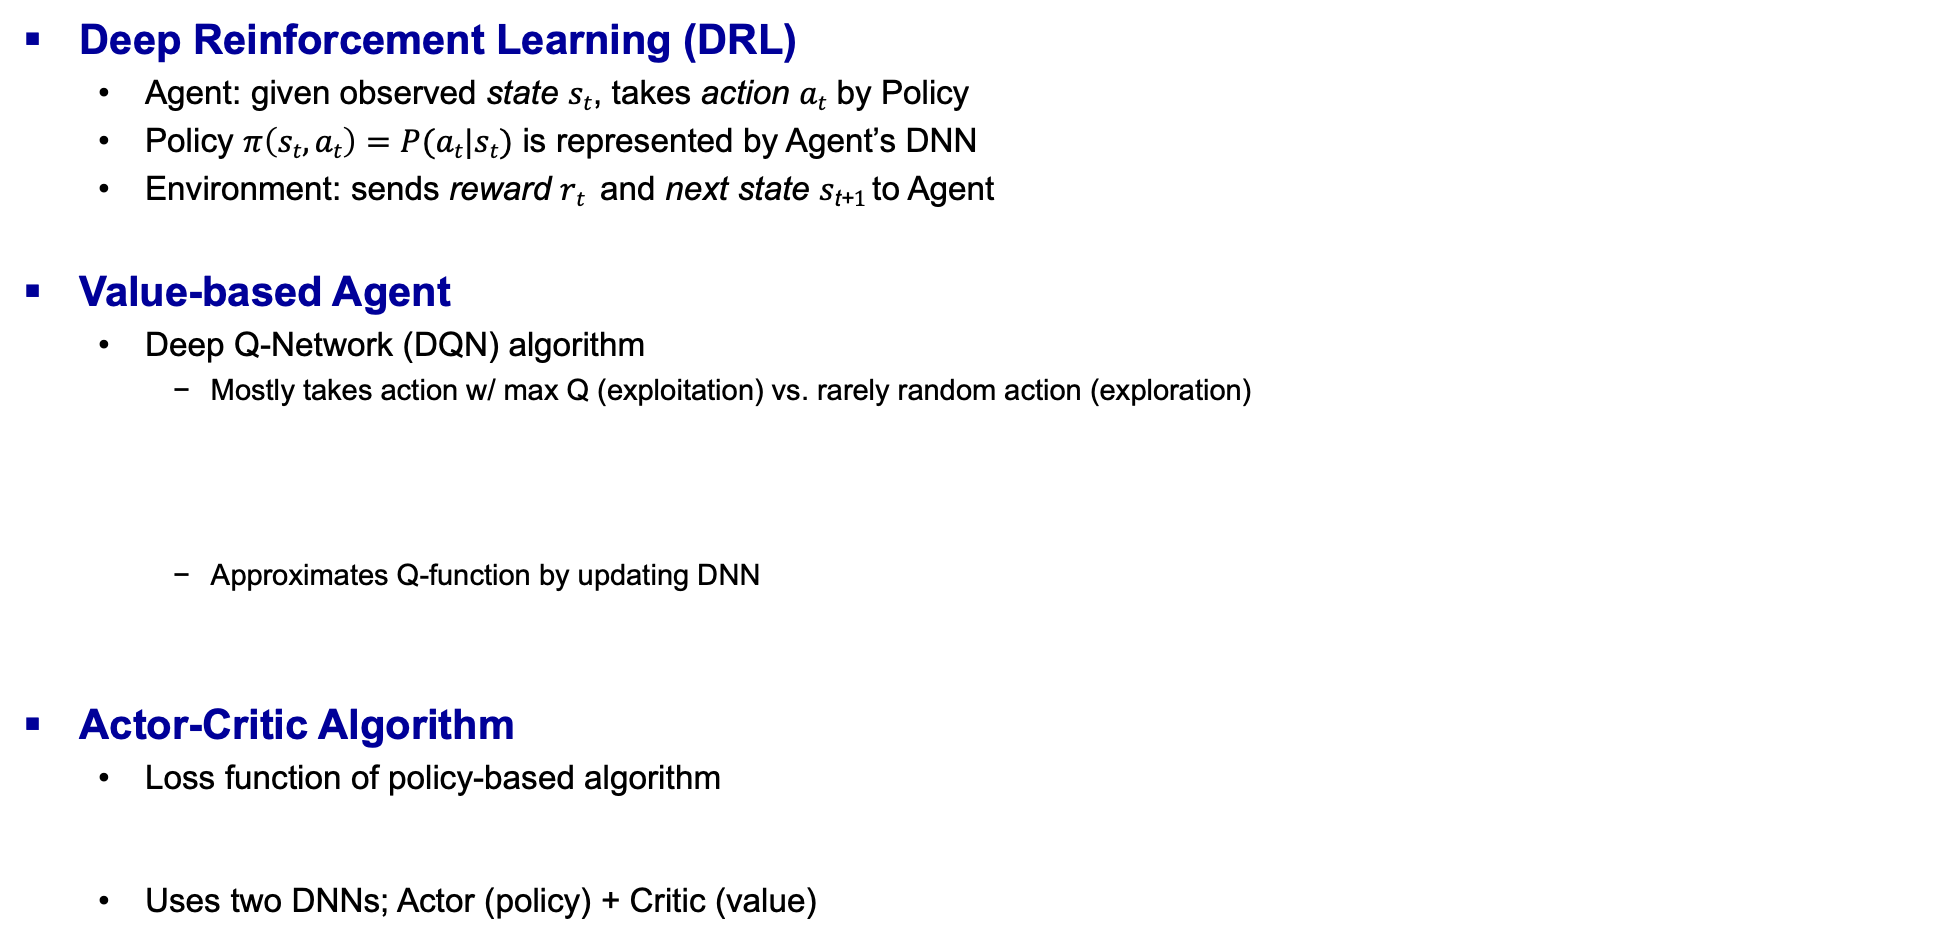 ▪ Deep Reinforcement Learning (DRL)
• Agent: given observed state s_t, takes action a_t by Policy
• Policy π(s_t, a_t) = P(a_t|s_t) is represented by Agent’s DNN
• Environment: sends reward r_t and next state s_{t+1} to Agent
▪ Value-based Agent
• Deep Q-Network (DQN) algorithm
− Mostly takes action w/ max Q (exploitation) vs. rarely random action (exploration)
− Approximates Q-function by updating DNN
▪ Actor-Critic Algorithm
• Loss function of policy-based algorithm
• Uses two DNNs; Actor (policy) + Critic (value)